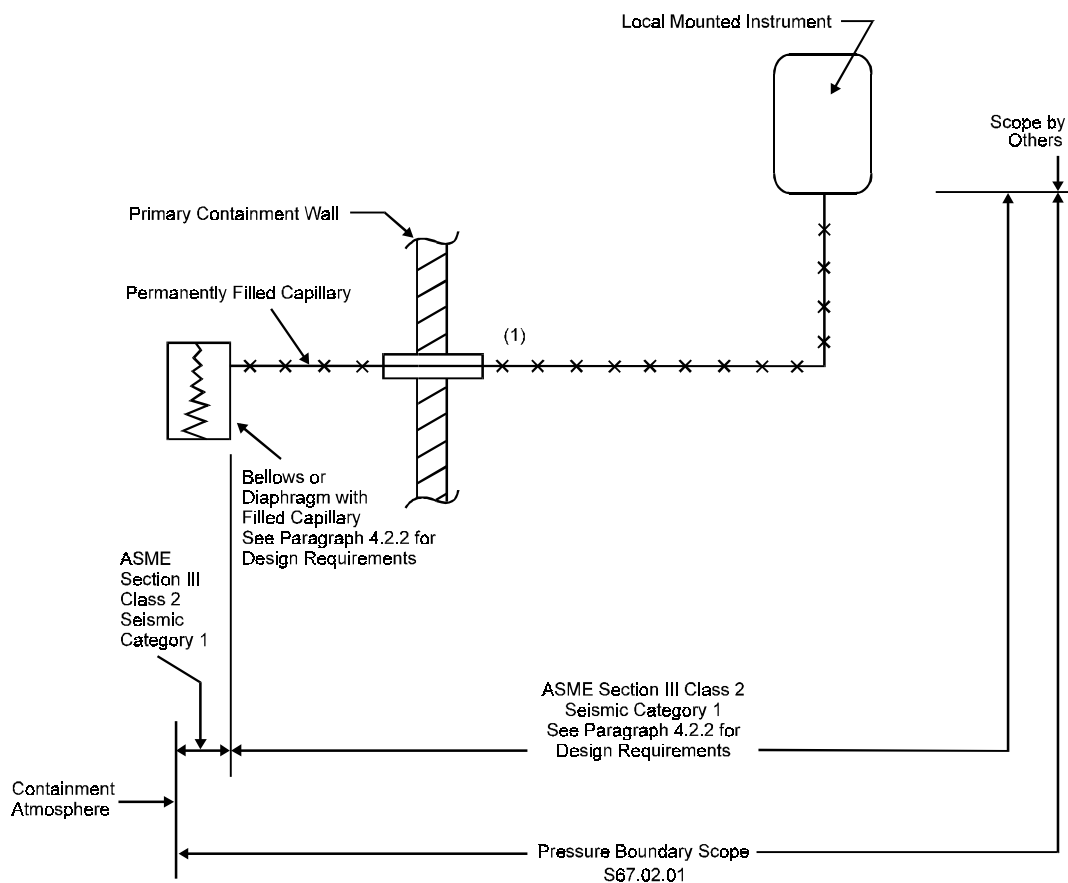 Local Mounted Instrument
Scope by
Others
Primary Containment Wall
Permanently Filled Capillary
(1)
Bellows or
Diaphragm with
Filled Capillary
See Paragraph 4.2.2 for
Design Requirements
ASME
Section III
Class 2
Seismic
Category 1
ASME Section III Class 2
Seismic Category 1
See Paragraph 4.2.2 for
Design Requirements
Containment
Atmosphere
Pressure Boundary Scope
S67.02.01